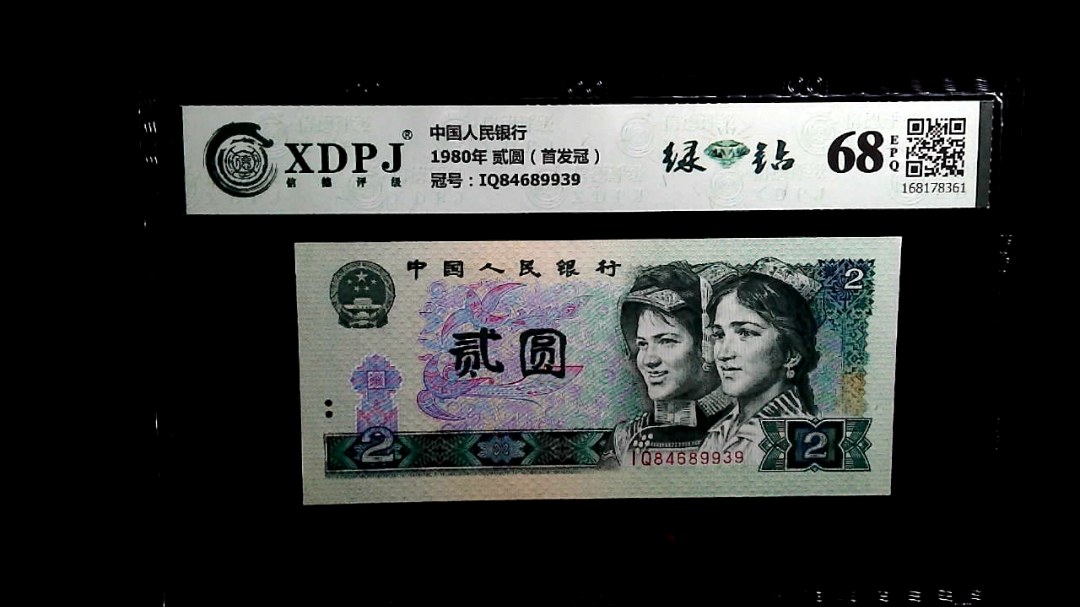 XDPJ®
信德评级
中国人民银行
1980年 贰圆（首发冠）
冠号：IQ84689939
绿钻
68
EPQ
168178361
中国人民银行
2
贰圆
2
IQ84689939
2